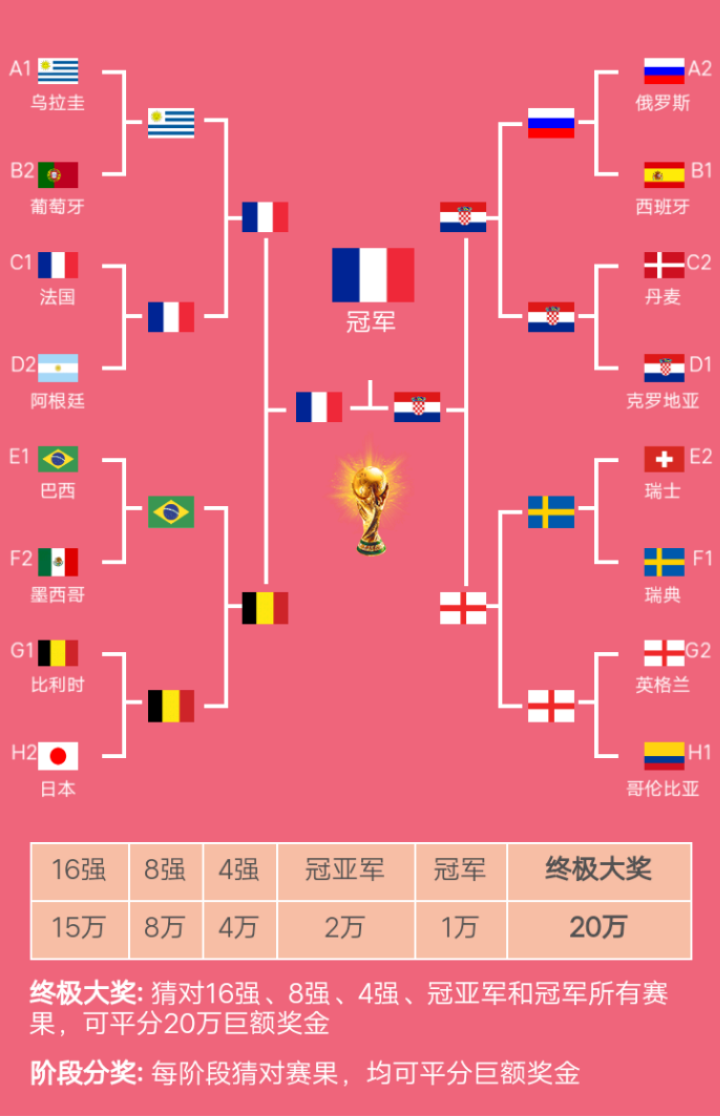 A1
A2
乌拉圭
俄罗斯
B2
B1
葡萄牙
西班牙
C1
C2
法国
丹麦
冠军
D2
D1
阿根廷
克罗地亚
E1
E2
巴西
瑞士
F2
F1
墨西哥
瑞典
G1
G2
比利时
英格兰
H2
H1
日本
哥伦比亚
16强 8强 4强 冠亚军 冠军 终极大奖
15万 8万 4万 2万 1万 20万
终极大奖: 猜对16强、8强、4强、冠亚军和冠军所有赛
果，可平分20万巨额奖金
阶段分奖: 每阶段猜对赛果，均可平分巨额奖金